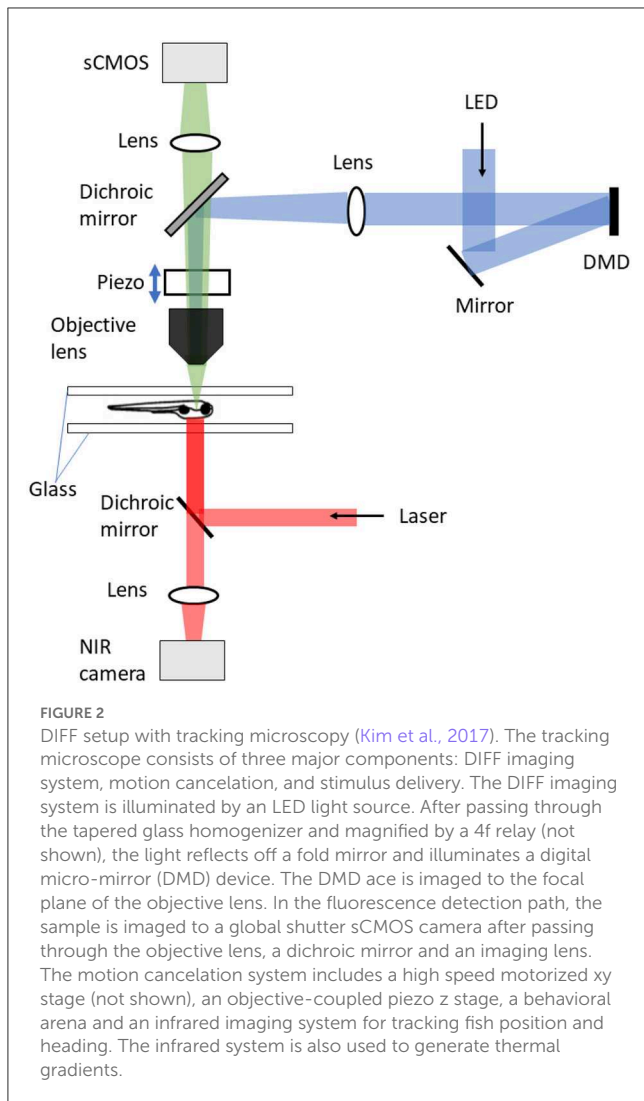 sCMOS
LED
Lens
Lens
Dichroic
mirror
DMD
Mirror
Piezo
Objective
lens
Glass
Dichroic
mirror
Laser
Lens
NIR
camera
FIGURE 2
DIFF setup with tracking microscopy (Kim et al., 2017). The tracking
microscope consists of three major components: DIFF imaging
system, motion cancelation, and stimulus delivery. The DIFF imaging
system is illuminated by an LED light source. After passing through
the tapered glass homogenizer and magnified by a 4f relay (not
shown), the light reflects off a fold mirror and illuminates a digital
micro-mirror (DMD) device. The DMD ace is imaged to the focal
plane of the objective lens. In the fluorescence detection path, the
sample is imaged to a global shutter sCMOS camera after passing
through the objective lens, a dichroic mirror and an imaging lens.
The motion cancelation system includes a high speed motorized xy
stage (not shown), an objective-coupled piezo z stage, a behavioral
arena and an infrared imaging system for tracking fish position and
heading. The infrared system is also used to generate thermal
gradients.